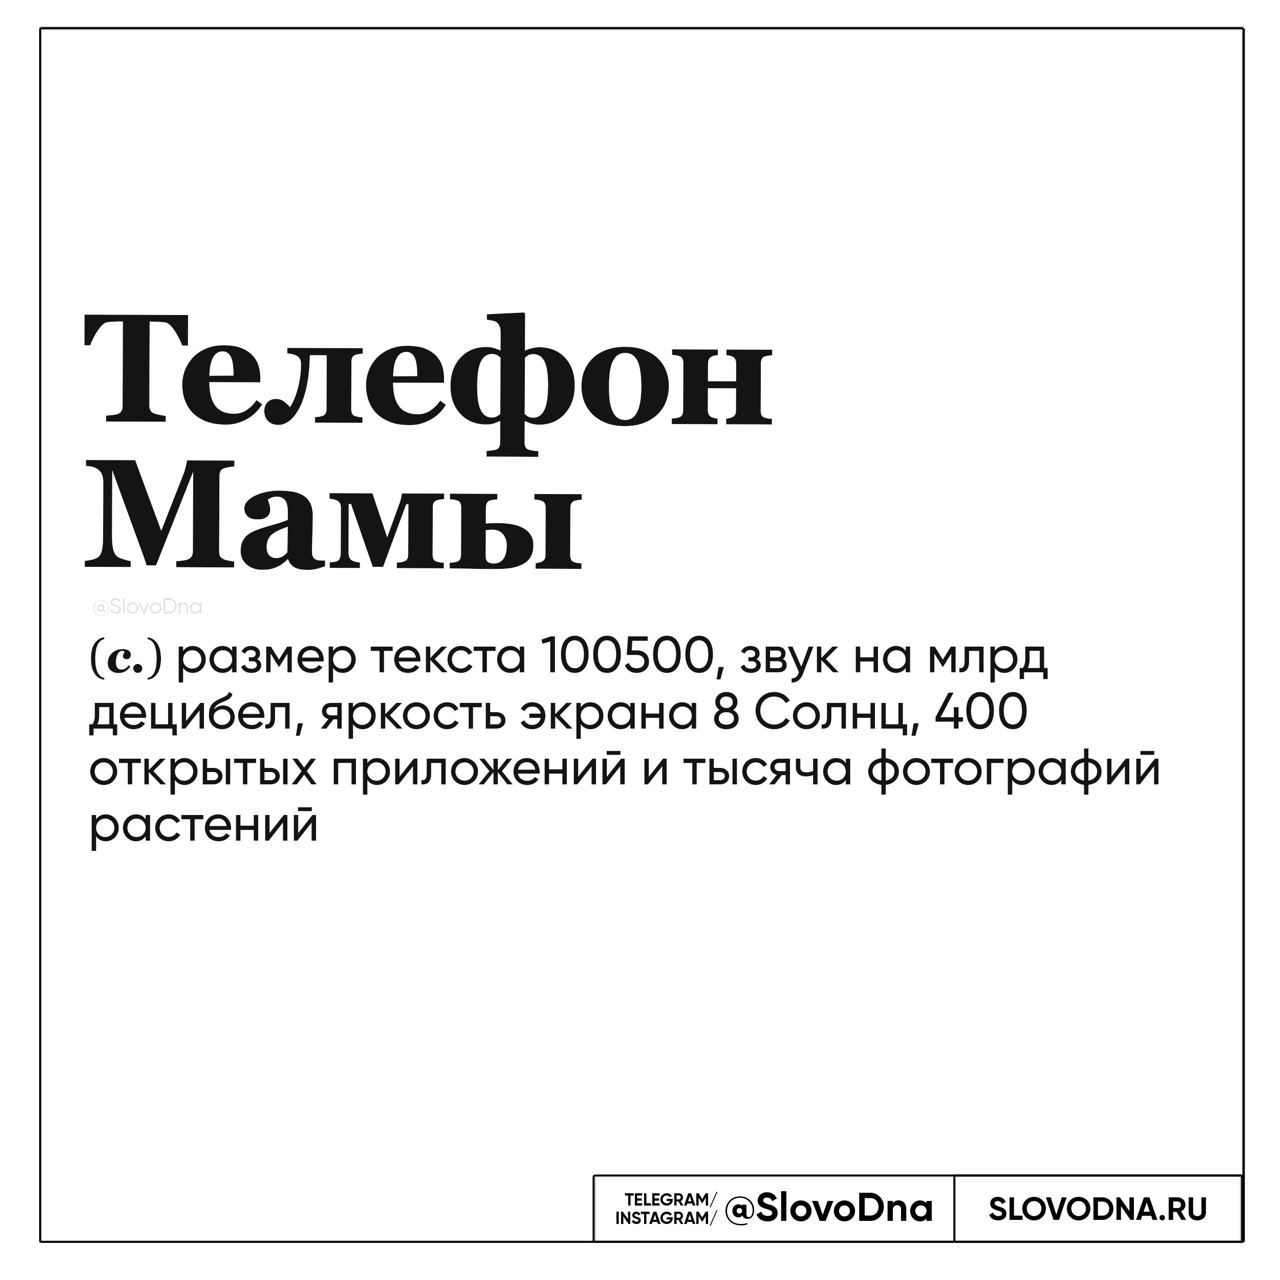 Телефон
Мамы
@SlovoDna
(с.) размер текста 100500, звук на млрд
децибел, яркость экрана 8 Солнц, 400
открытых приложений и тысяча фотографий
растений
TELEGRAM/
INSTAGRAM/
@SlovoDna
SLOVODNA.RU